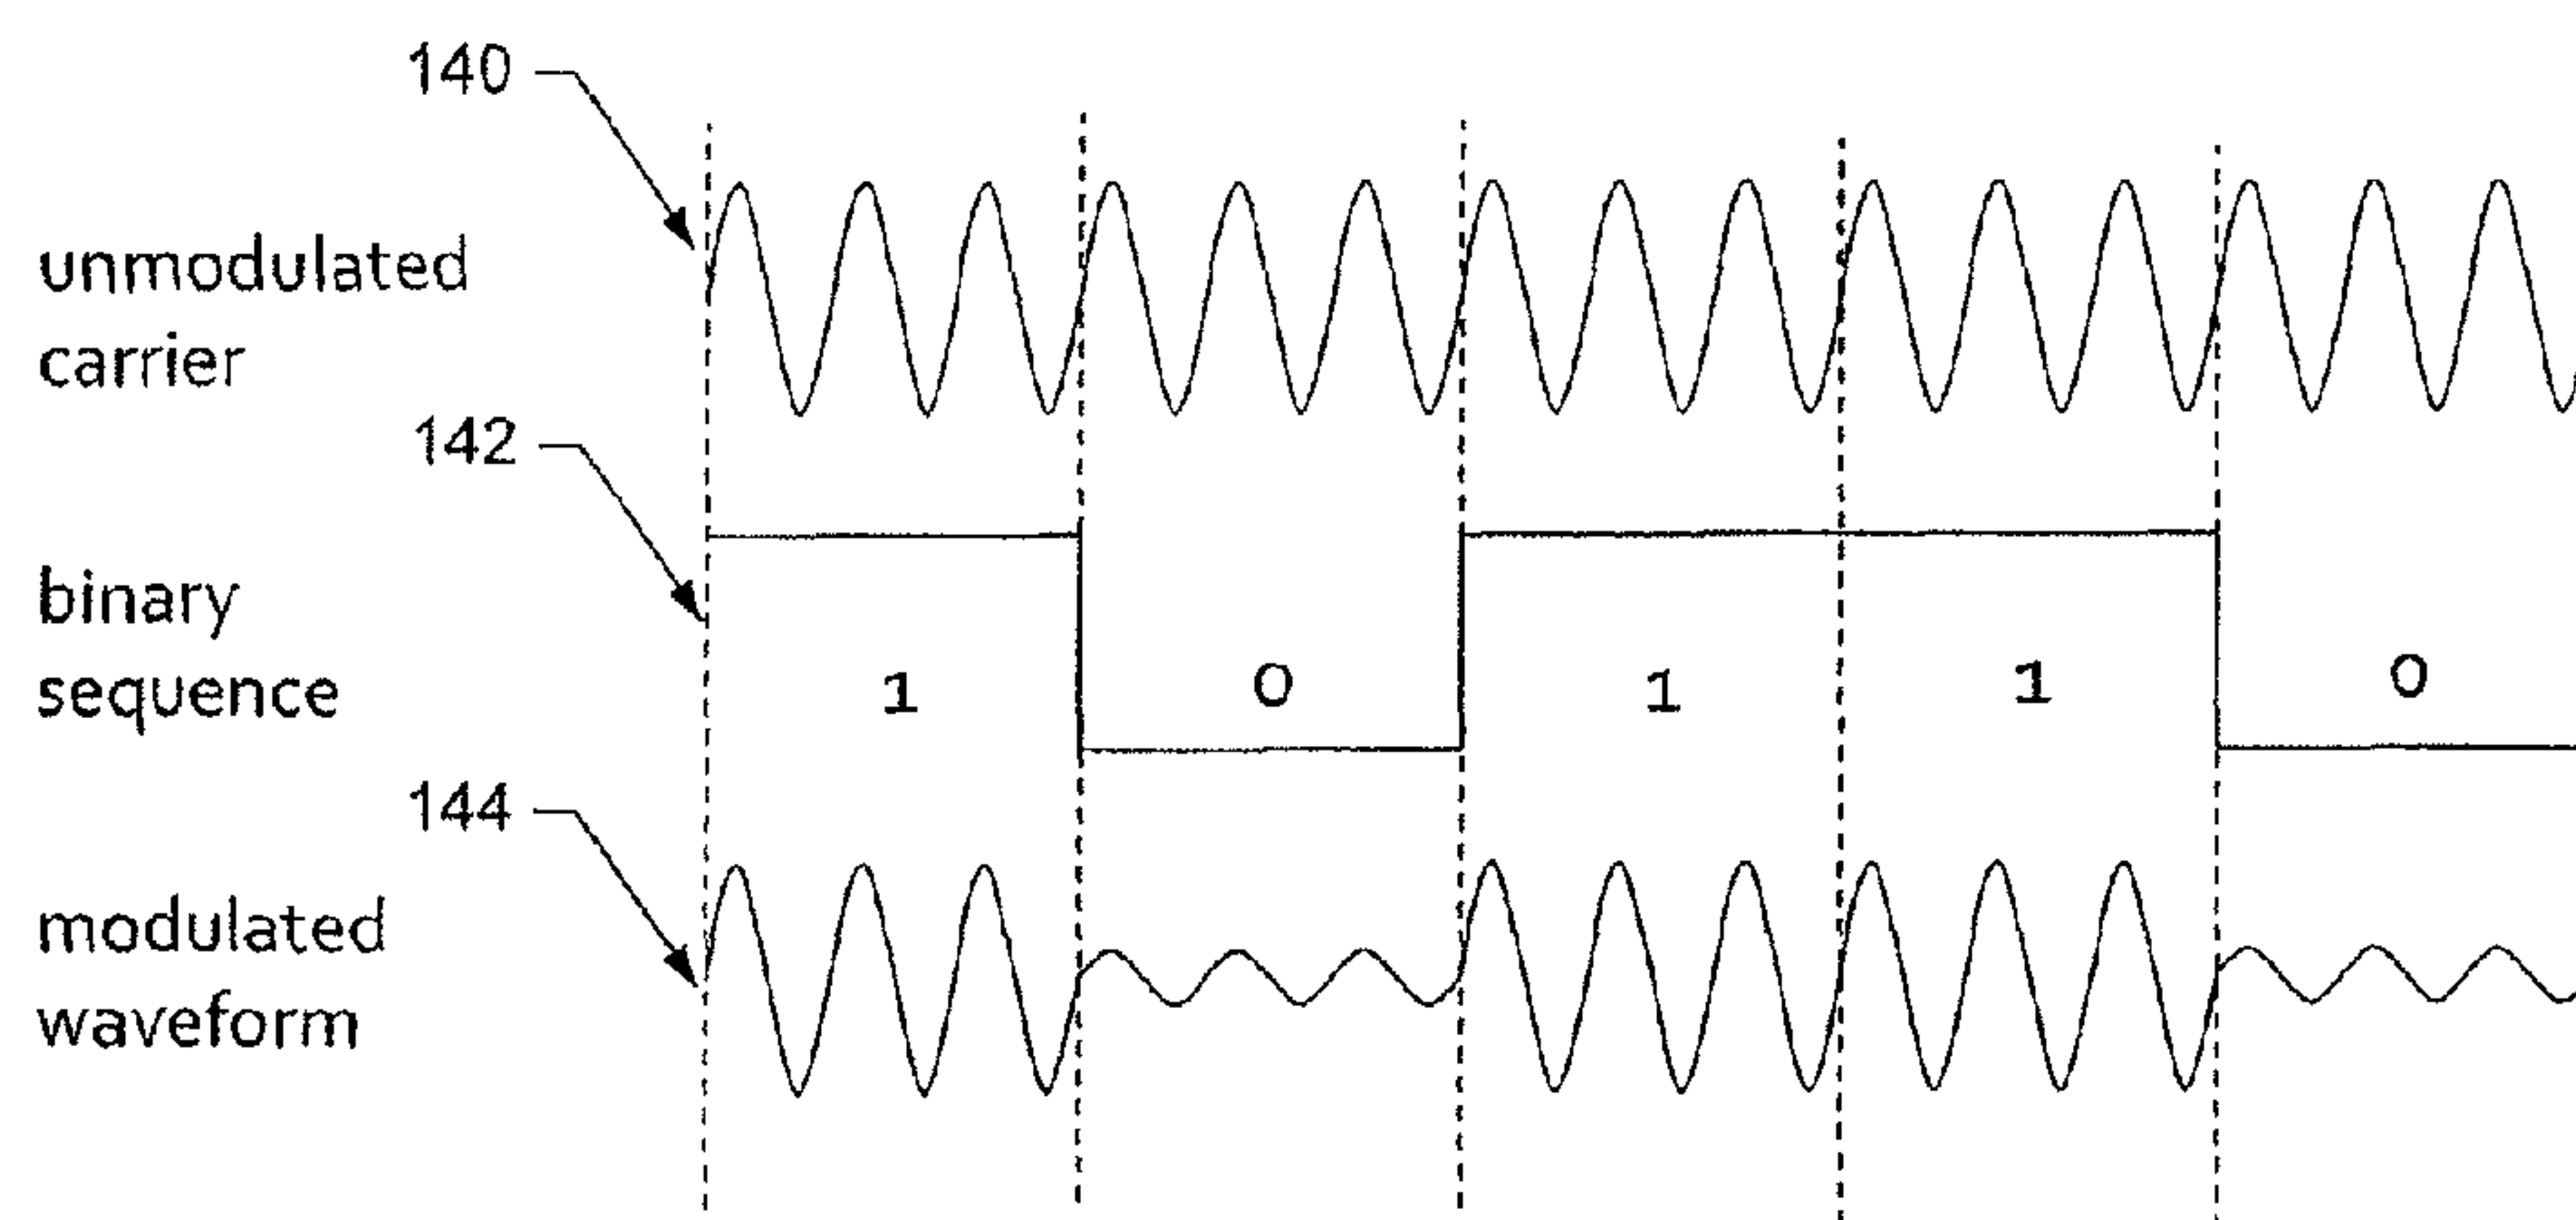 140
unmodulated
carrier
142
binary
sequence
1 0 1 1 0
144
modulated
waveform